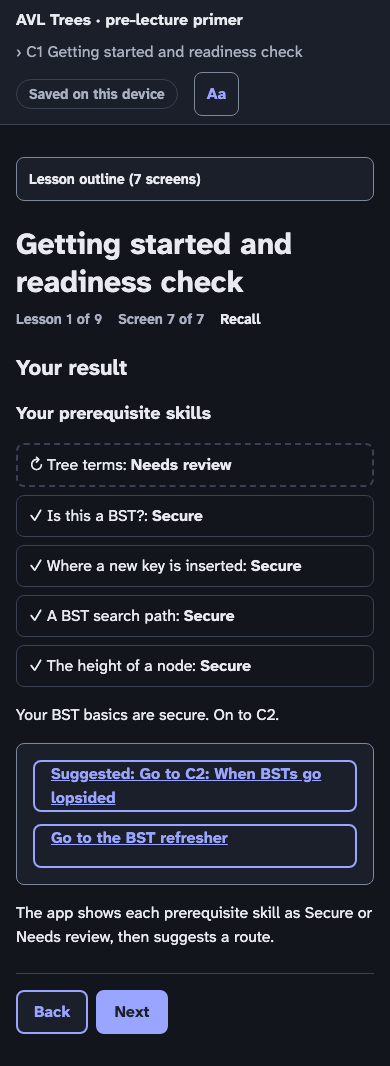 AVL Trees · pre-lecture primer
› C1 Getting started and readiness check
Saved on this device
Aa
Lesson outline (7 screens)
Getting started and
readiness check
Lesson 1 of 9 Screen 7 of 7 Recall
Your result
Your prerequisite skills
↻ Tree terms: Needs review
✓ Is this a BST?: Secure
✓ Where a new key is inserted: Secure
✓ A BST search path: Secure
✓ The height of a node: Secure
Your BST basics are secure. On to C2.
Suggested: Go to C2: When BSTs go
lopsided
Go to the BST refresher
The app shows each prerequisite skill as Secure or
Needs review, then suggests a route.
Back Next